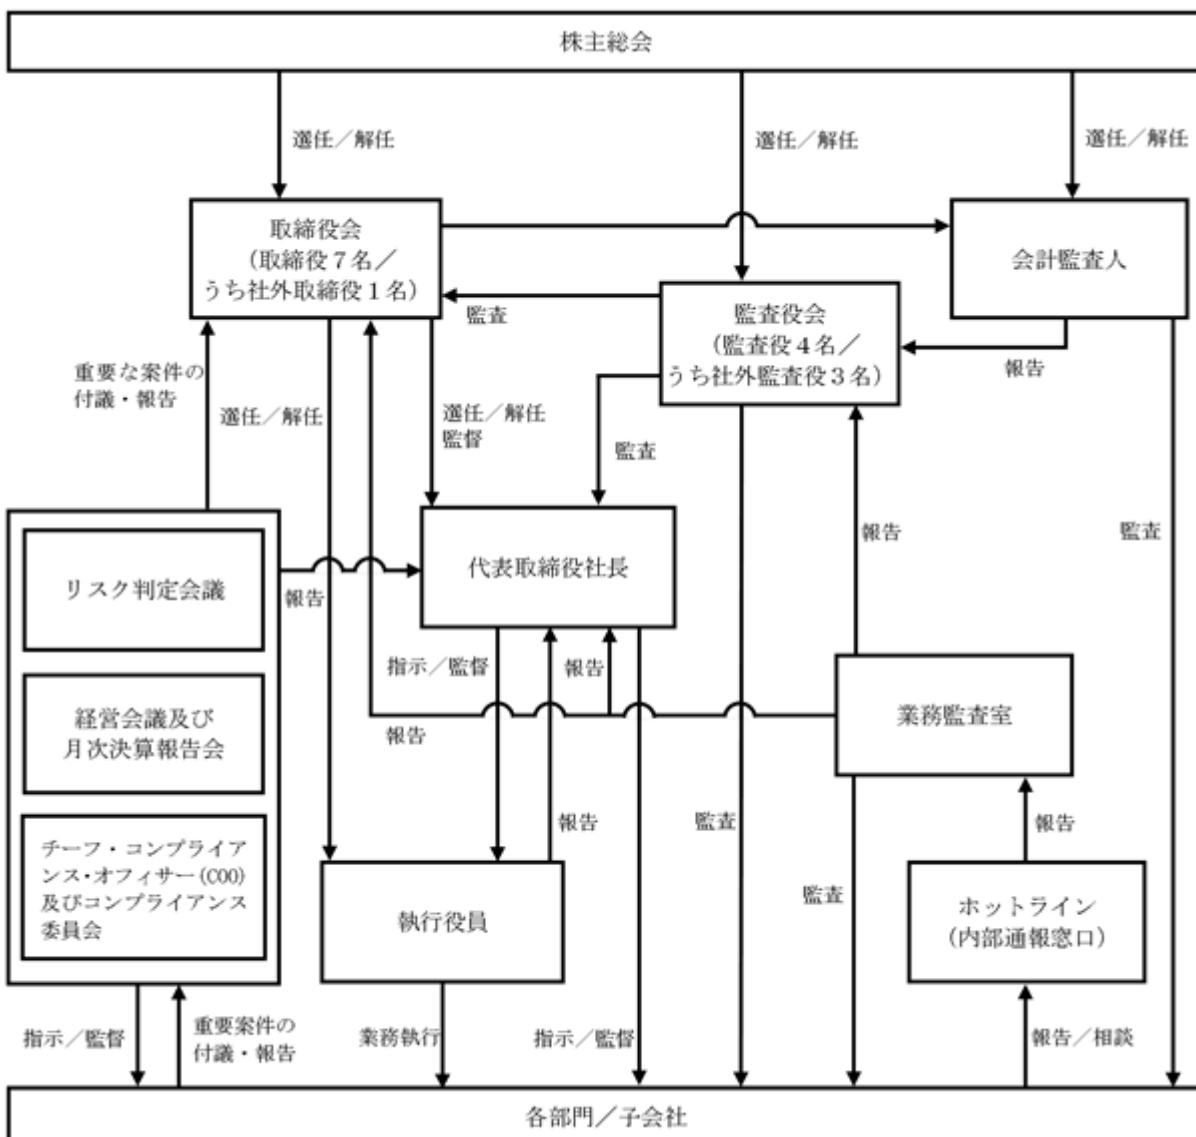 株主総会
選任／解任
選任／解任
選任／解任
取締役会
（取締役７名／
うち社外取締役１名）
会計監査人
監査
監査役会
（監査役４名／
うち社外監査役３名）
報告
重要な案件の
付議・報告
選任／解任
選任／解任
監督
監査
報告
監査
リスク判定会議
報告
代表取締役社長
経営会議及び
月次決算報告会
指示／監督
報告
報告
業務監査室
チーフ・コンプライア
ンス・オフィサー(COO)
及びコンプライアンス
委員会
報告
監査
報告
執行役員
監査
ホットライン
（内部通報窓口）
指示／監督
重要案件の
付議・報告
業務執行
指示／監督
報告／相談
各部門／子会社